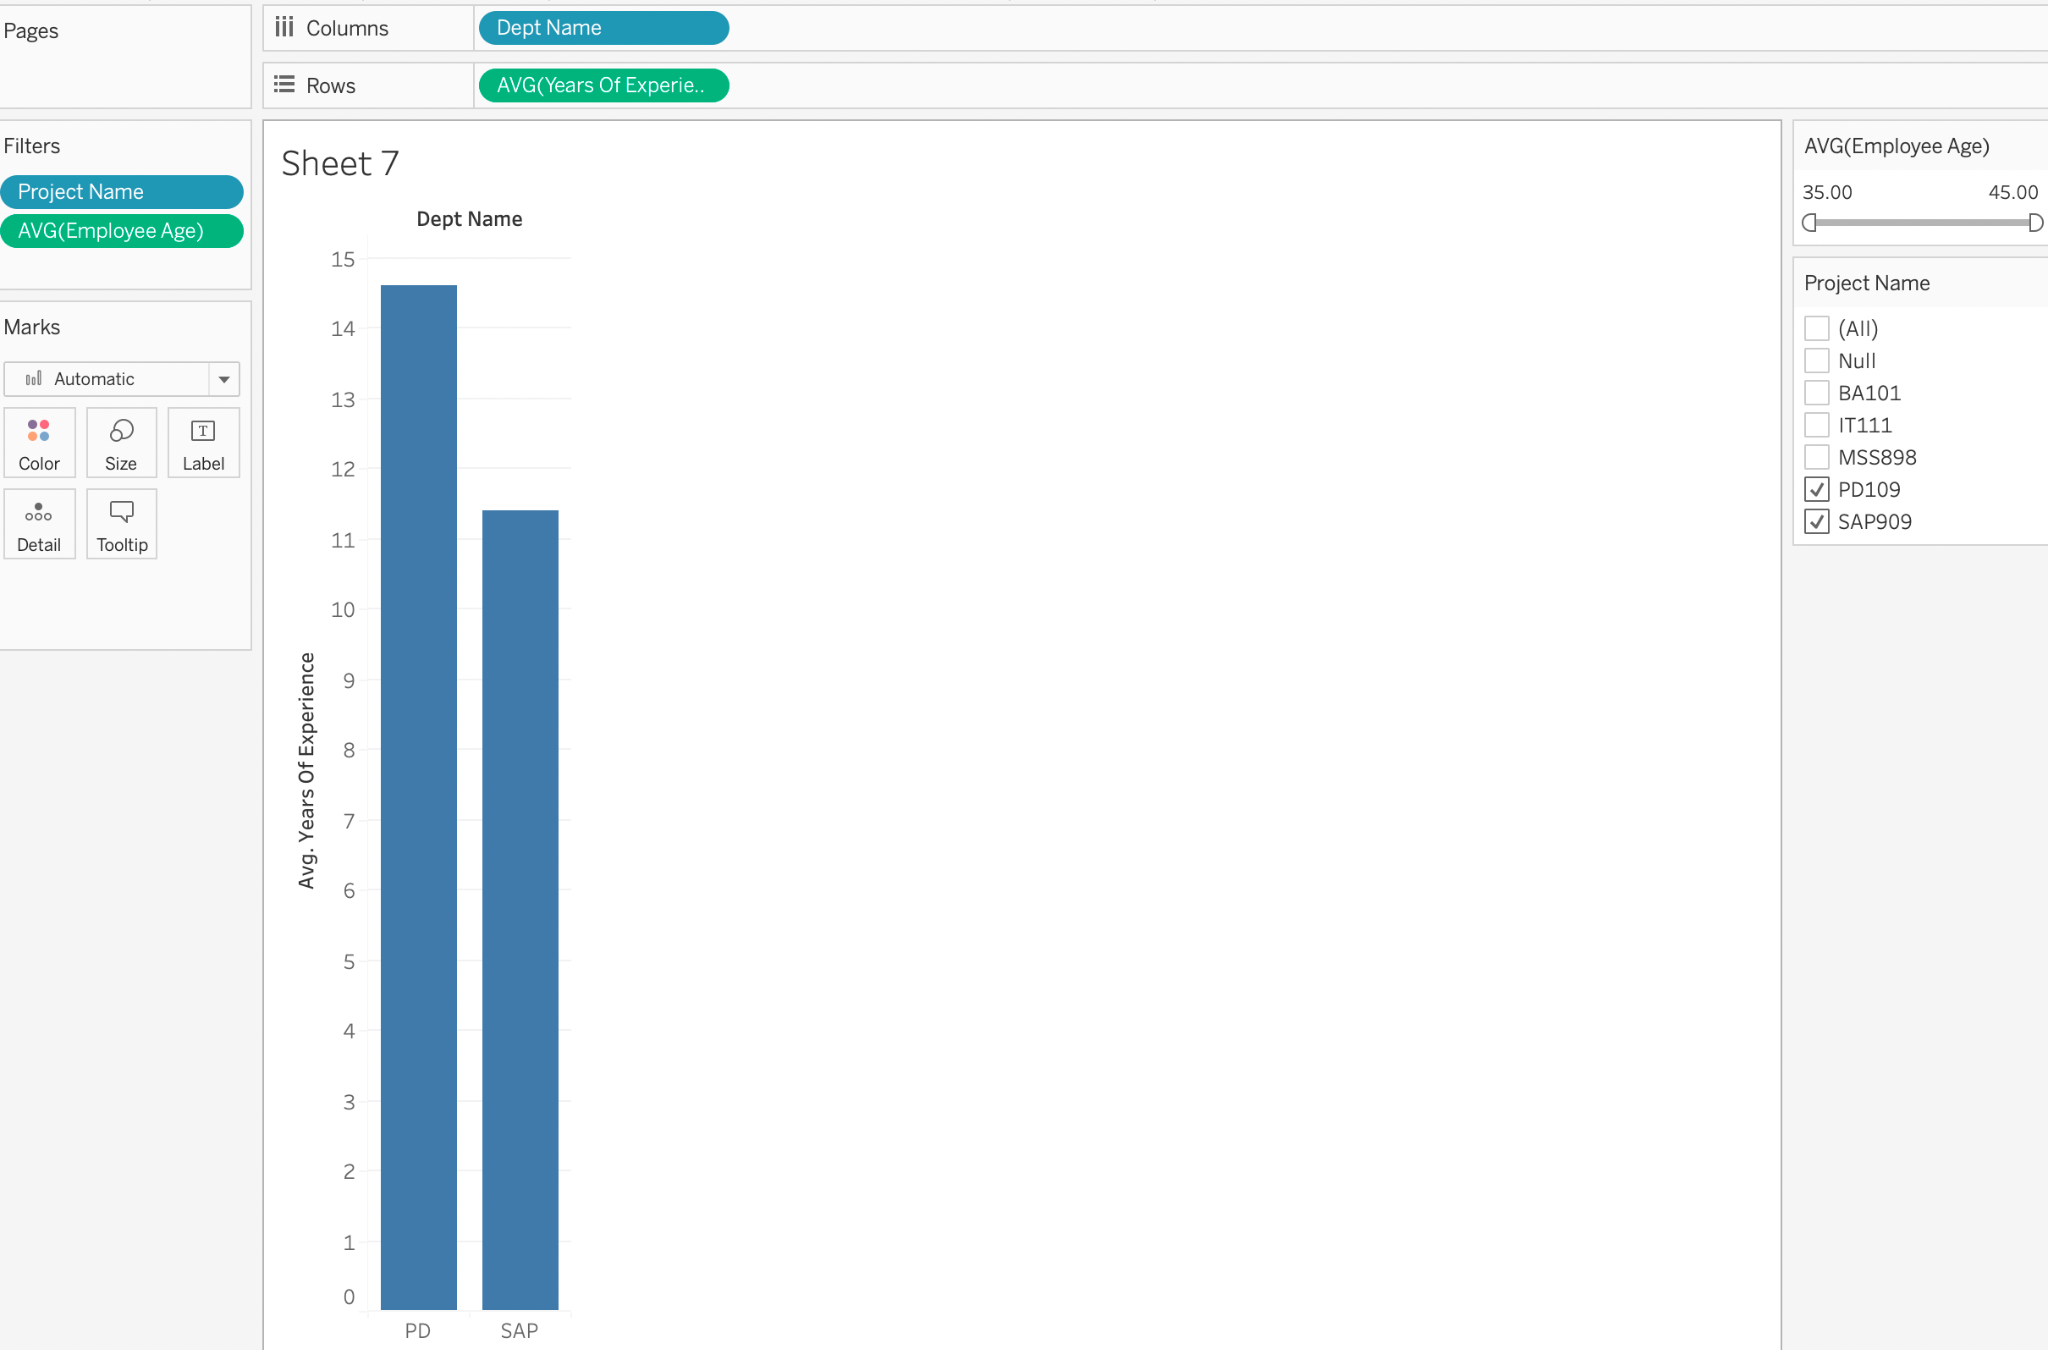 Pages
Columns
Dept Name
Rows
AVG(Years Of Experie..
Filters
Project Name
AVG(Employee Age)
Marks
Automatic
Color
Size
T
Label
Detail
Tooltip
Sheet 7
Dept Name
15
14
13
12
11
10
9
8
7
6
5
4
3
2
1
0
Avg. Years Of Experience
PD
SAP
AVG(Employee Age)
35.00
45.00
Project Name
(All)
Null
BA101
IT111
MSS898
PD109
SAP909